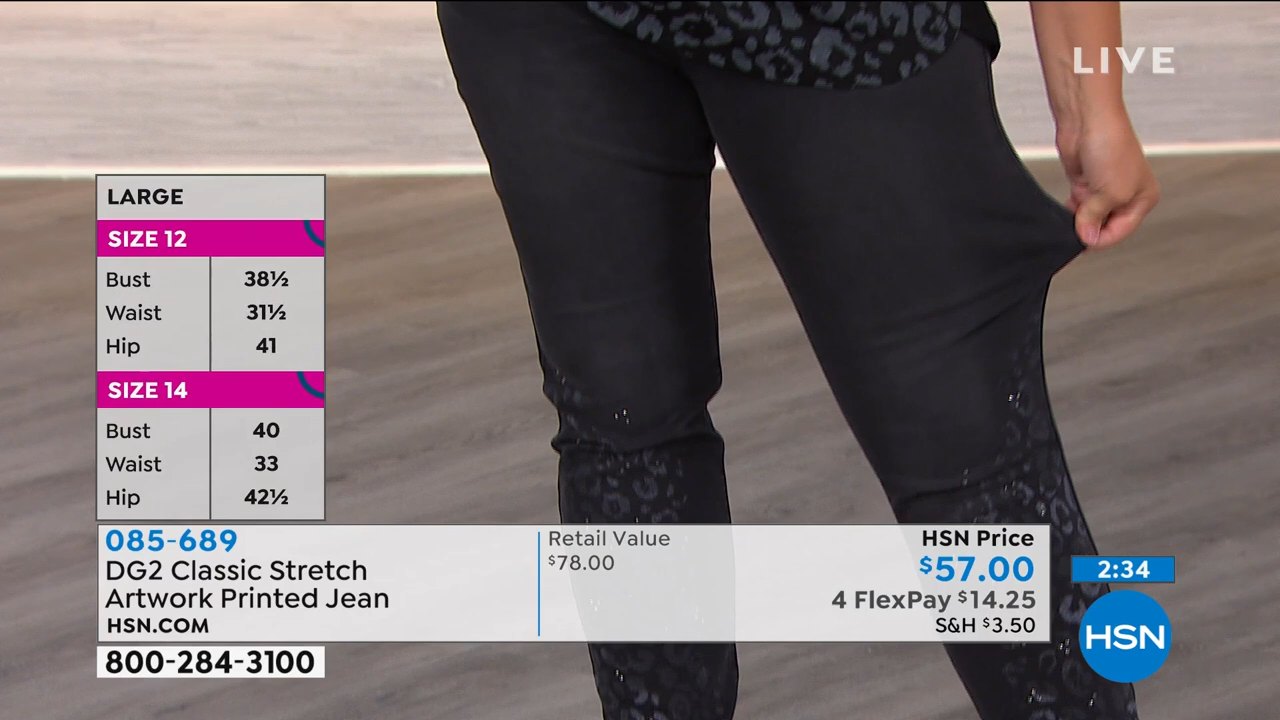 LIVE
LARGE
SIZE 12
Bust 38½
Waist 31½
Hip 41
SIZE 14
Bust 40
Waist 33
Hip 42½
085-689
DG2 Classic Stretch
Artwork Printed Jean
HSN.COM
800-284-3100
Retail Value
$78.00
HSN Price
$57.00
4 FlexPay $14.25
S&H $3.50
2:34
HSN